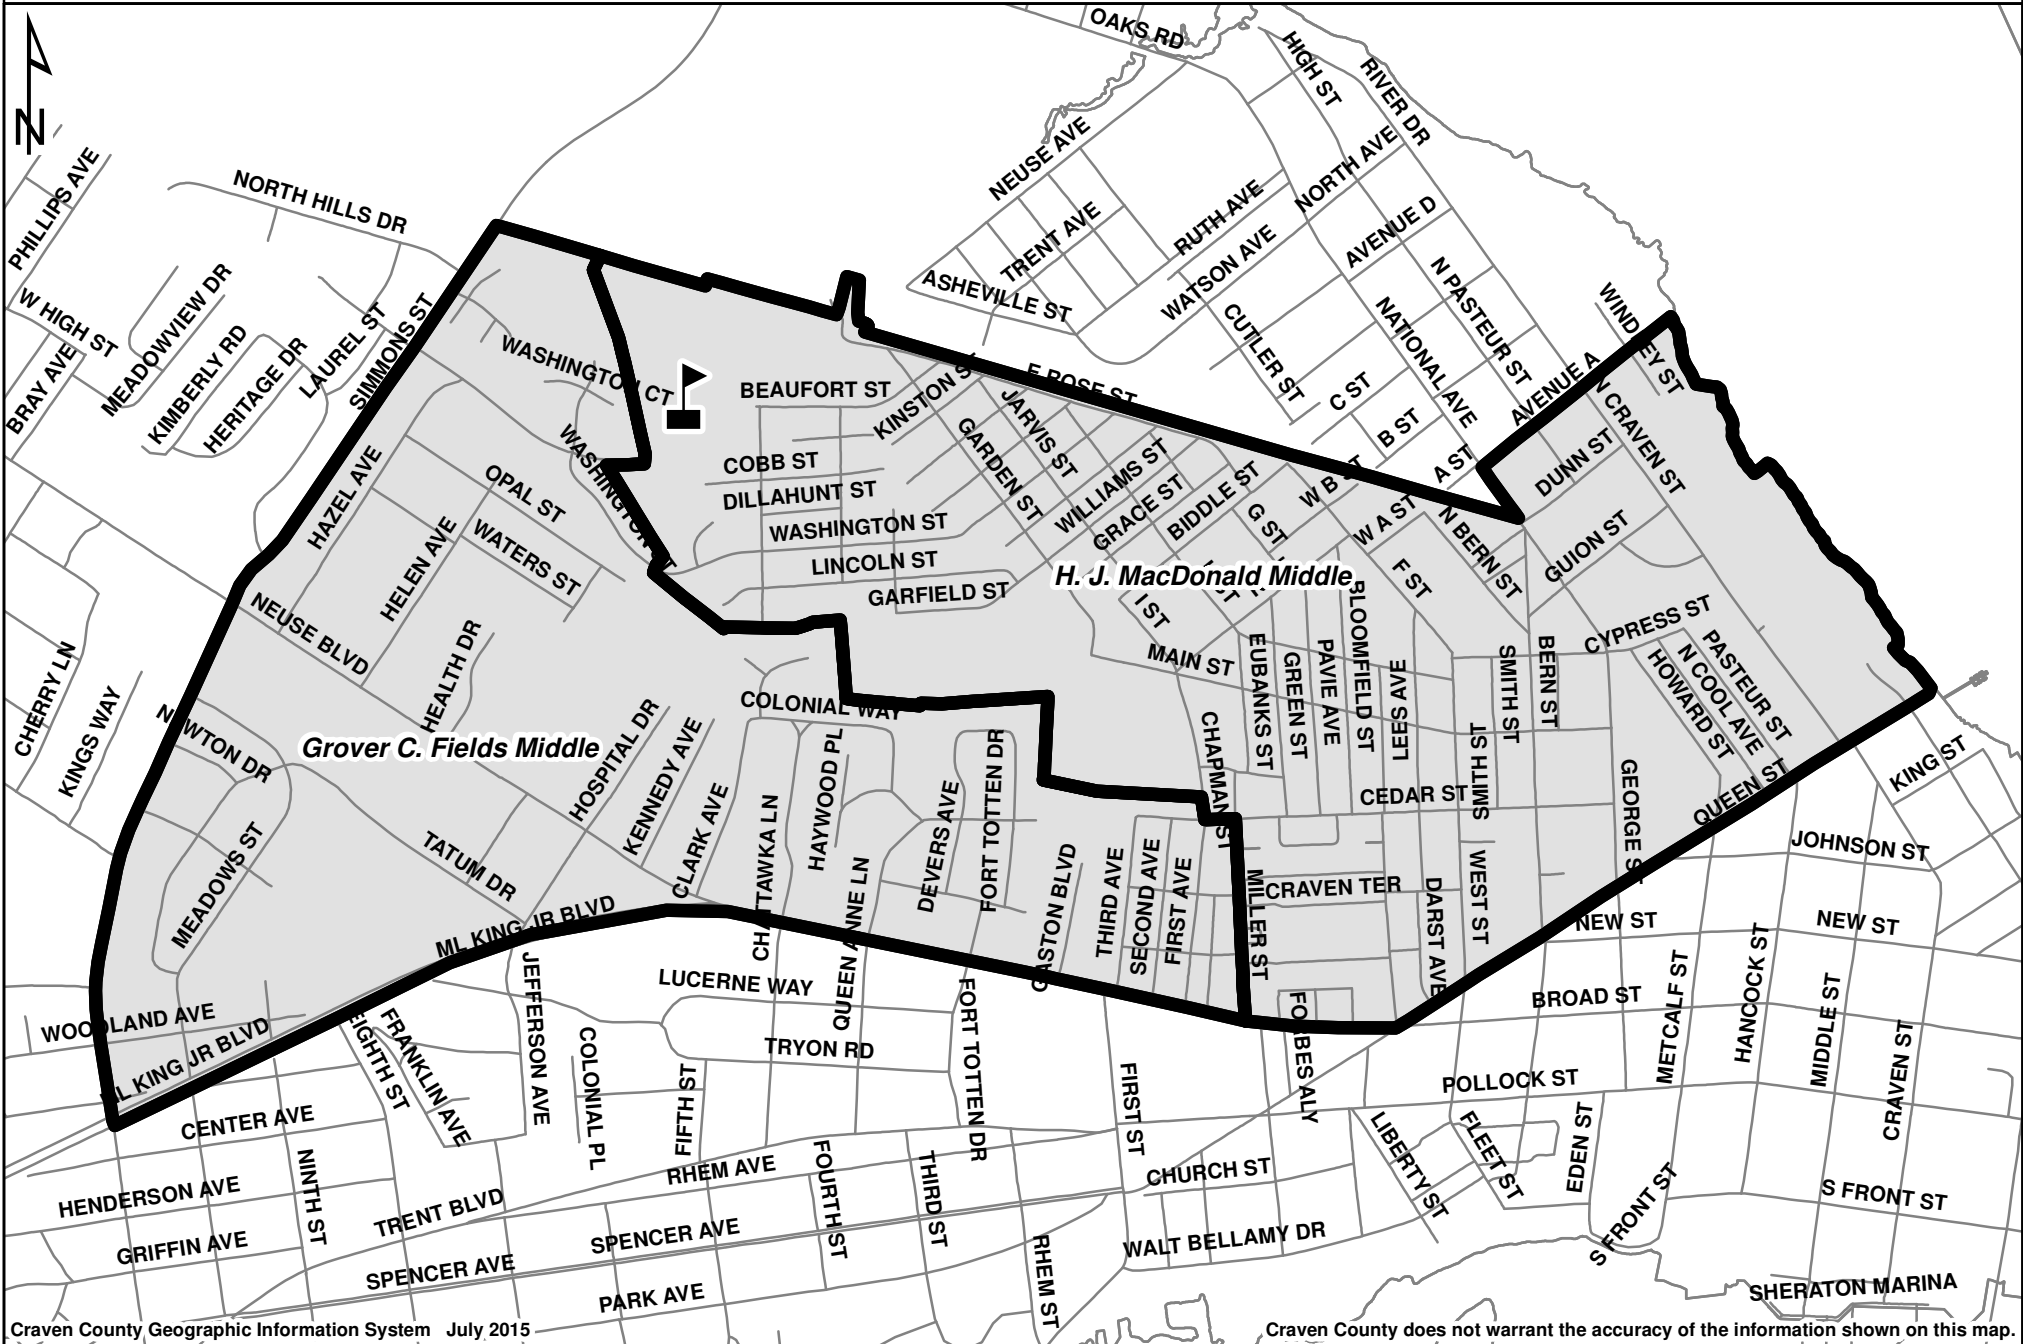 OAKS RD
HIGH ST
RIVER DR
N
NEUSE AVE
NORTH AVE
PHILLIPS AVE
NORTH HILLS DR
RUTH AVE
TRENT AVE
AVENUE D
WATSON AVE
ASHEVILLE ST
N PASTEUR ST
W HIGH ST
MEADOWVIEW DR
KIMBERLY RD
HERITAGE DR
LAUREL ST
SIMMONS ST
BRAY AVE
CUTLER ST
NATIONAL AVE
WINDLEY ST
WASHINGTON CT
BEAUFORT ST
KINSTON ST
E ROSE ST
C ST
B ST
AVENUE A
N CRAVEN ST
JARVIS ST
GARDEN ST
HAZEL AVE
WASHINGTON ST
COBB ST
DILLAHUNT ST
WASHINGTON ST
LINCOLN ST
GARFIELD ST
WILLIAMS ST
GRACE ST
BIDDLE ST
G ST
W B ST
A ST
W A ST
DUNN ST
N BERN ST
GUION ST
OPAL ST
WATERS ST
HELEN AVE
F ST
H. J. MacDonald Middle
I ST
NEUSE BLVD
HEALTH DR
MAIN ST
EUBANKS ST
GREEN ST
PAVIE AVE
BLOOMFIELD ST
LEES AVE
SMITH ST
SMITH ST
BERN ST
CYPRESS ST
PASTEUR ST
N COOL AVE
HOWARD ST
CHERRY LN
KINGS WAY
NEWTON DR
Grover C. Fields Middle
HOSPITAL DR
KENNEDY AVE
CLARK AVE
COLONIAL WAY
HAYWOOD PL
CHATTAWKA LN
QUEEN ANNE LN
DEVERS AVE
FORT TOTTEN DR
CHAPMAN ST
CEDAR ST
GEORGE ST
QUEEN ST
KING ST
JOHNSON ST
MEADOWS ST
TATUM DR
GASTON BLVD
THIRD AVE
SECOND AVE
FIRST AVE
MILLER ST
CRAVEN TER
DARST AVE
WEST ST
NEW ST
NEW ST
ML KING JR BLVD
WOODLAND AVE
ML KING JR BLVD
LUCERNE WAY
TRYON RD
FORT TOTTEN DR
FORBES ALY
BROAD ST
METCALF ST
HANCOCK ST
MIDDLE ST
CRAVEN ST
EIGHTH ST
FRANKLIN AVE
JEFFERSON AVE
COLONIAL PL
FIFTH ST
FIRST ST
POLLOCK ST
CENTER AVE
LIBERTY ST
FLEET ST
EDEN ST
HENDERSON AVE
NINTH ST
TRENT BLVD
RHEM AVE
FOURTH ST
THIRD ST
CHURCH ST
S FRONT ST
S FRONT ST
GRIFFIN AVE
SPENCER AVE
SPENCER AVE
PARK AVE
RHEM ST
WALT BELLAMY DR
SHERATON MARINA
Craven County Geographic Information System July 2015
Craven County does not warrant the accuracy of the information shown on this map.